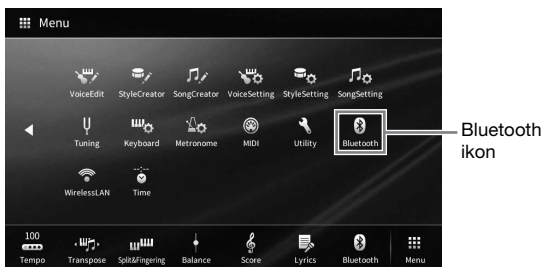 Menu
VoiceEdit StyleCreator SongCreator VoiceSetting StyleSetting SongSetting
Tuning Keyboard Metronome MIDI Utility Bluetooth
Bluetooth
ikon
WirelessLAN Time
100
Tempo Transpose Split&Fingering Balance Score Lyrics Bluetooth Menu